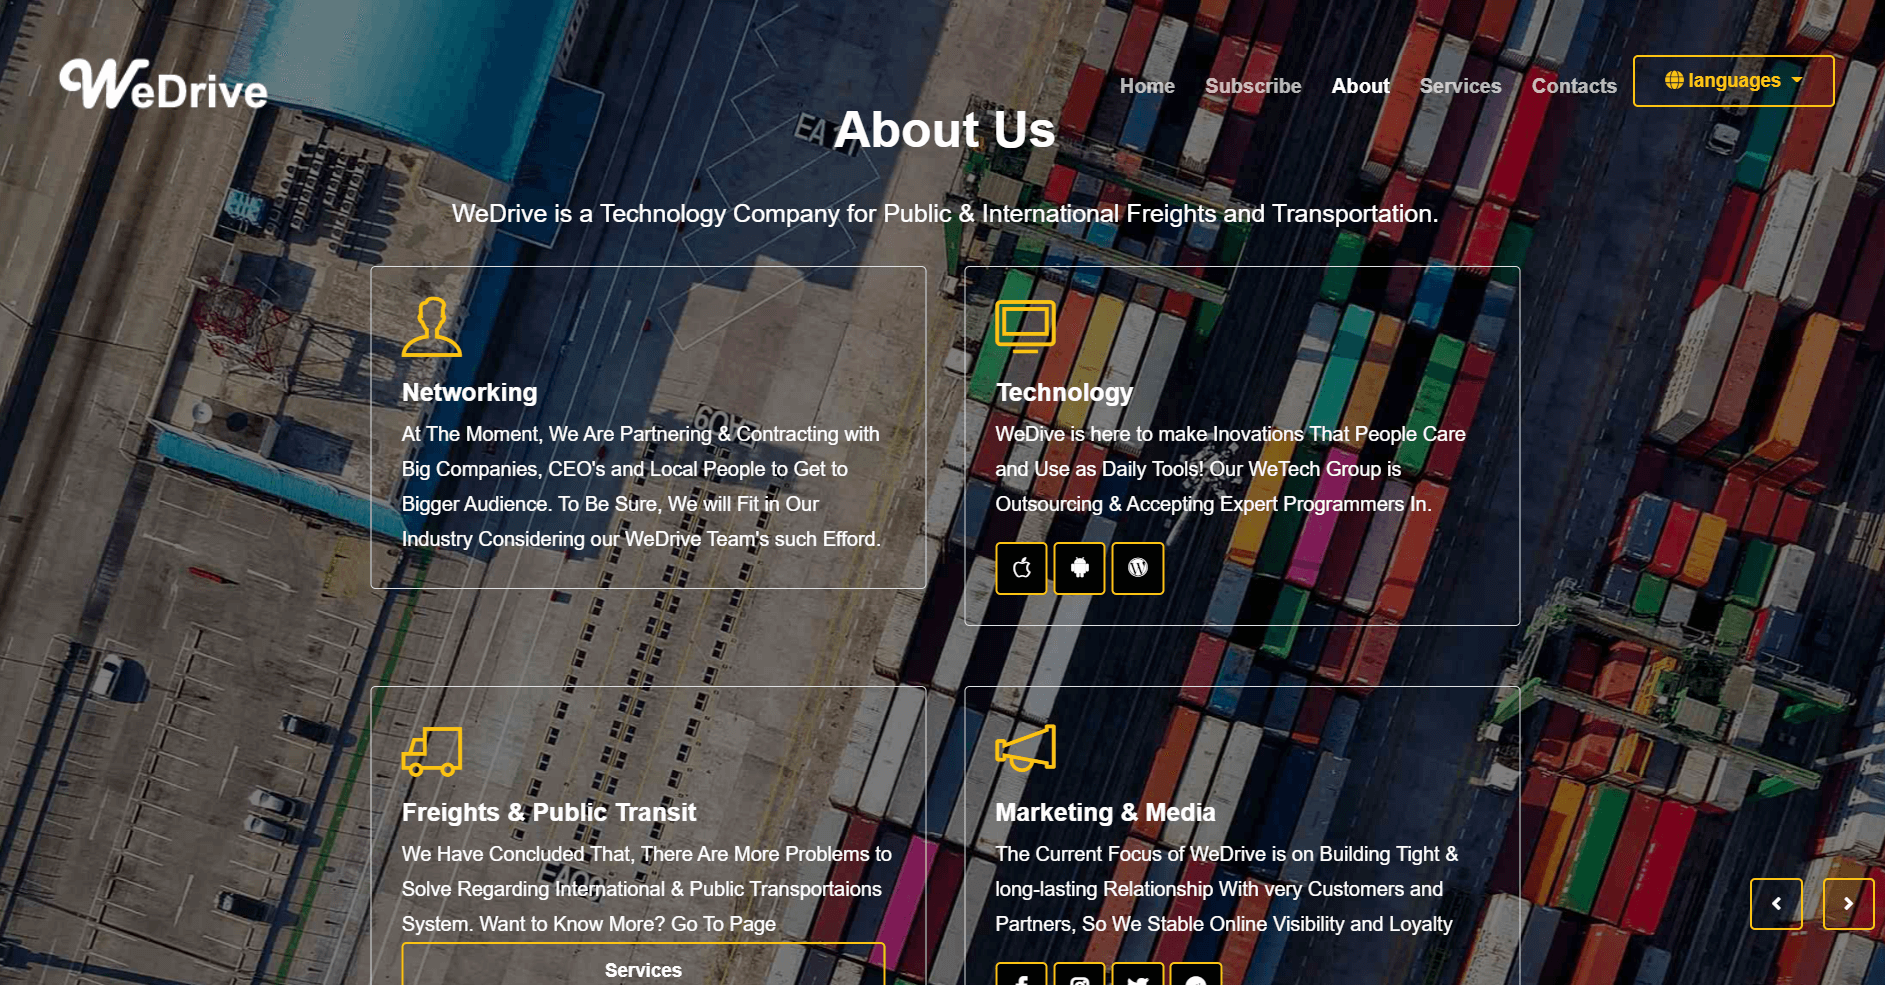 WeDrive
Home Subscribe About Services Contacts languages
About Us
WeDrive is a Technology Company for Public & International Freights and Transportation.
Networking
At The Moment, We Are Partnering & Contracting with
Big Companies, CEO's and Local People to Get to
Bigger Audience. To Be Sure, We will Fit in Our
Industry Considering our WeDrive Team's such Efford.
Technology
WeDive is here to make Inovations That People Care
and Use as Daily Tools! Our WeTech Group is
Outsourcing & Accepting Expert Programmers In.
Freights & Public Transit
We Have Concluded That, There Are More Problems to
Solve Regarding International & Public Transportaions
System. Want to Know More? Go To Page
Services
Marketing & Media
The Current Focus of WeDrive is on Building Tight &
long-lasting Relationship With very Customers and
Partners, So We Stable Online Visibility and Loyalty